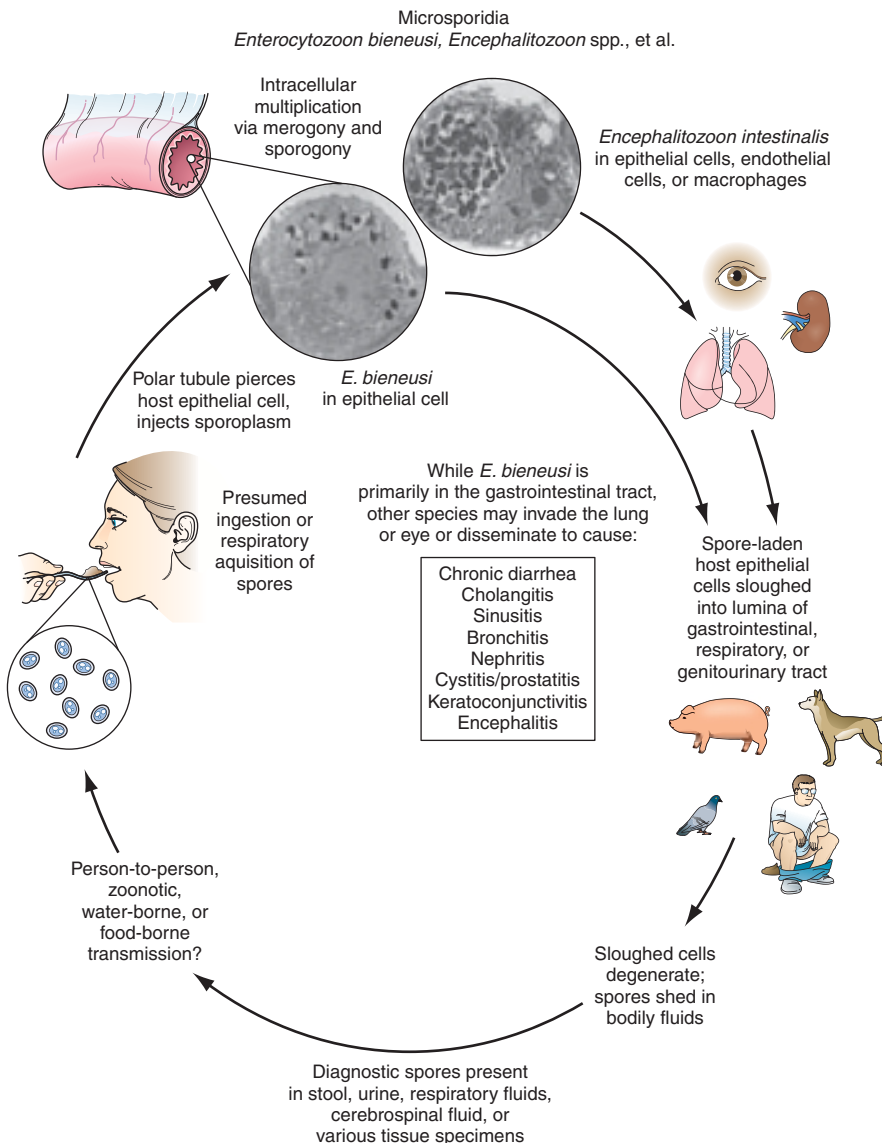 Microsporidia
Enterocytozoon bieneusi, Encephalitozoon spp., et al.
Intracellular
multiplication
via merogony and
sporogony
Encephalitozoon intestinalis
in epithelial cells, endothelial
cells, or macrophages
Polar tubule pierces
host epithelial cell,
injects sporoplasm
E. bieneusi
in epithelial cell
Presumed
ingestion or
respiratory
aquisition of
spores
While E. bieneusi is
primarily in the gastrointestinal tract,
other species may invade the lung
or eye or disseminate to cause:
Chronic diarrhea
Cholangitis
Sinusitis
Bronchitis
Nephritis
Cystitis/prostatitis
Keratoconjunctivitis
Encephalitis
Spore-laden
host epithelial
cells sloughed
into lumina of
gastrointestinal,
respiratory, or
genitourinary tract
Person-to-person,
zoonotic,
water-borne, or
food-borne
transmission?
Sloughed cells
degenerate;
spores shed in
bodily fluids
Diagnostic spores present
in stool, urine, respiratory fluids,
cerebrospinal fluid, or
various tissue specimens